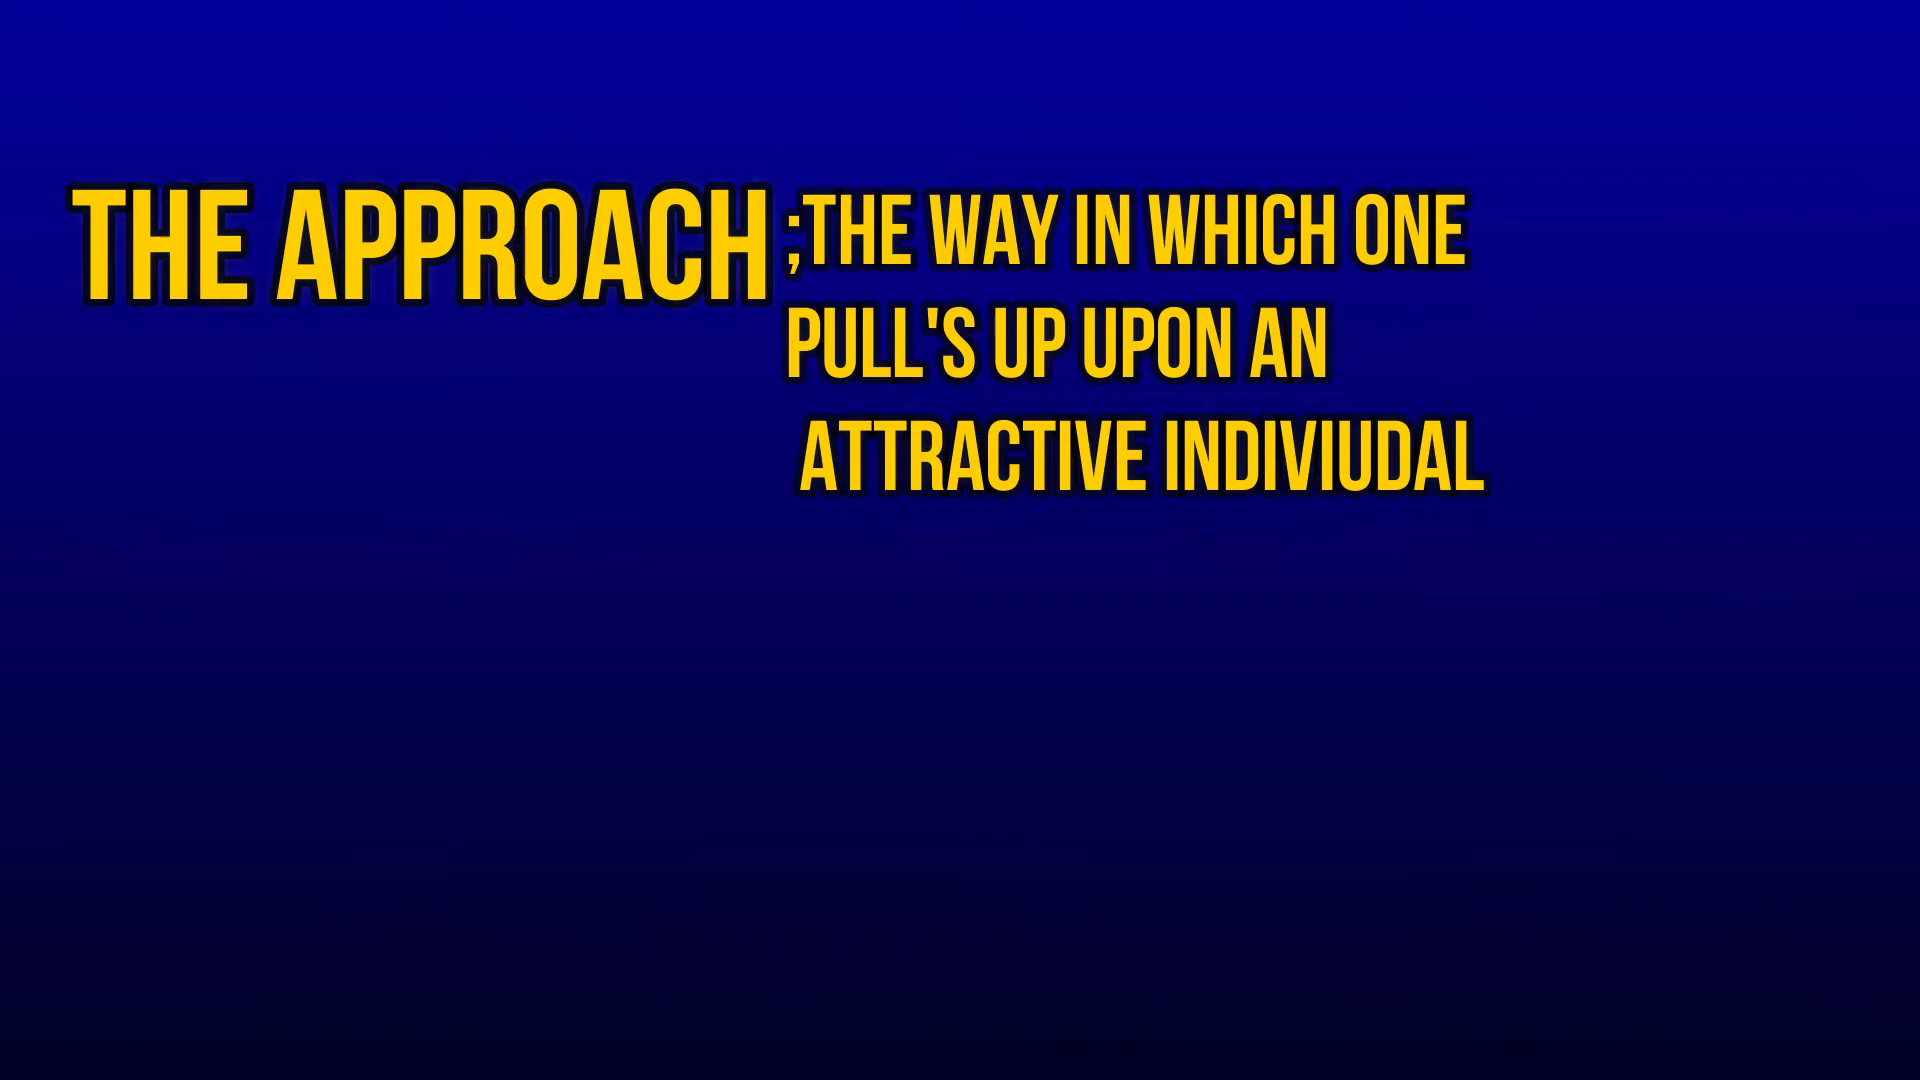 THE APPROACH ;THE WAY IN WHICH ONE
PULL'S UP UPON AN
ATTRACTIVE INDIVIUDAL